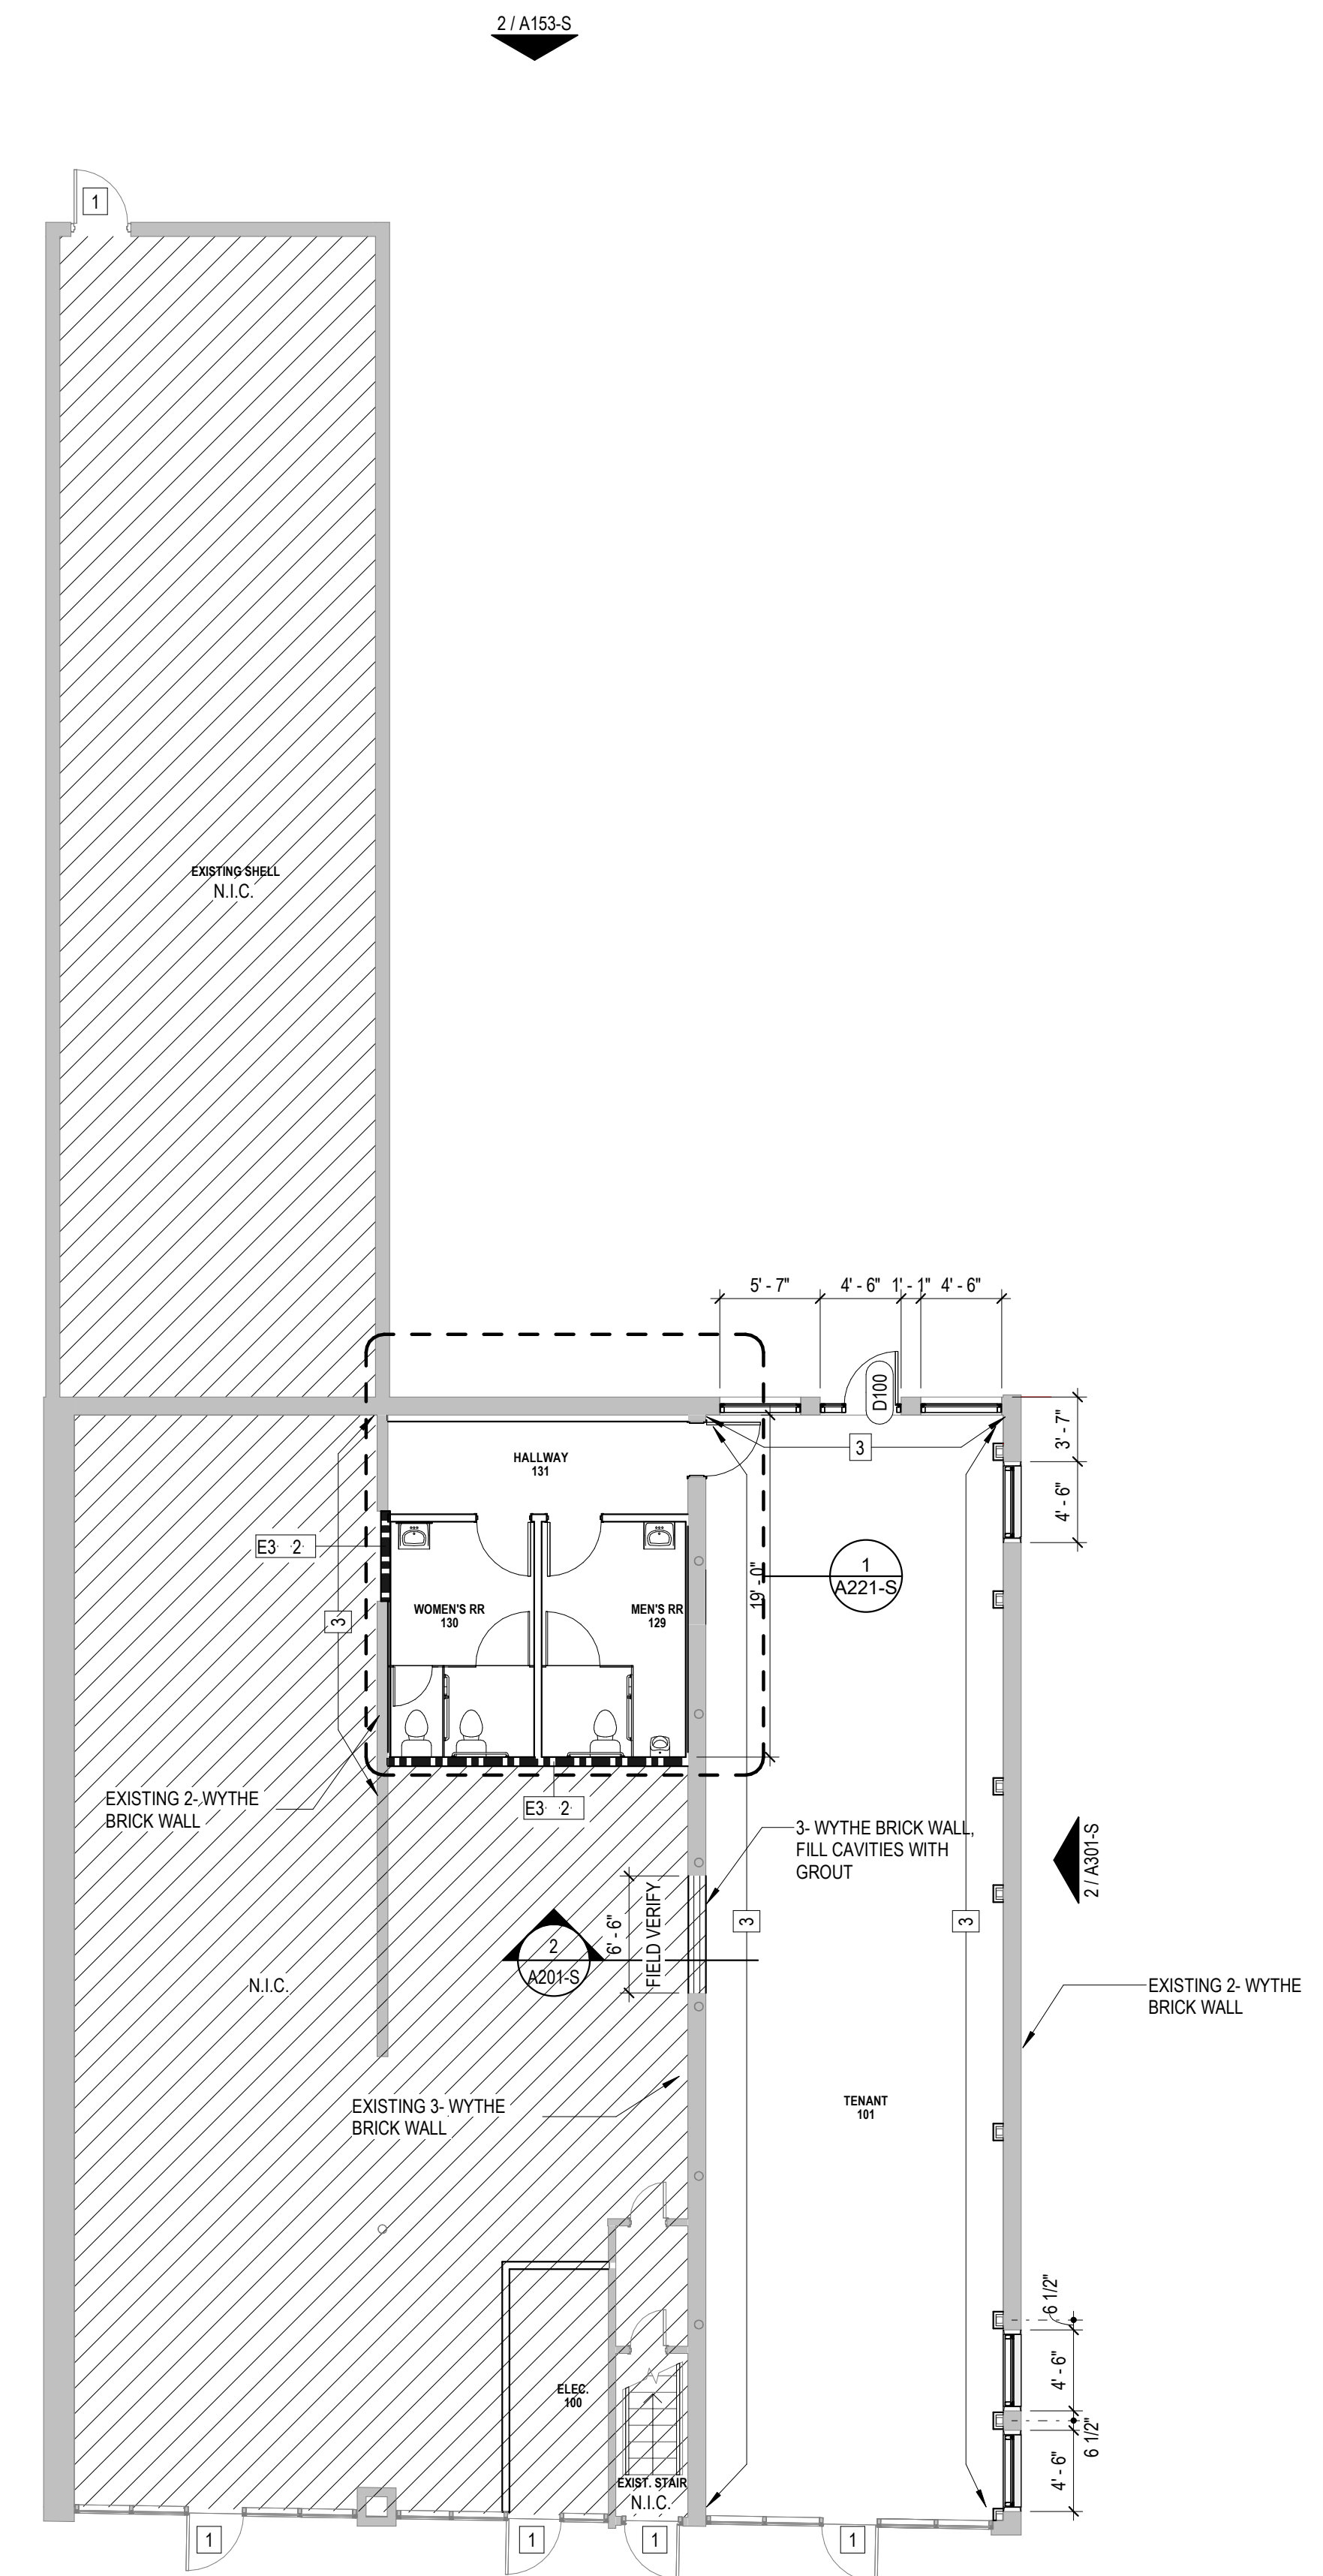 2 / A153-S
1
EXISTING SHELL
N.I.C.
5' - 7"
4' - 6"
1' - 1"
4' - 6"
D100
3' - 7"
4' - 6"
3
HALLWAY
131
E3 2
3
WOMEN'S RR
130
MEN'S RR
129
19' - 0"
1
A221-S
EXISTING 2- WYTHE
BRICK WALL
E3 2
3- WYTHE BRICK WALL,
FILL CAVITIES WITH
GROUT
2 / A301-S
6' - 6"
FIELD VERIFY
3
3
2
A201-S
N.I.C.
EXISTING 2- WYTHE
BRICK WALL
EXISTING 3- WYTHE
BRICK WALL
TENANT
101
6 1/2"
4' - 6"
6 1/2"
4' - 6"
ELEC.
100
EXIST. STAIR
N.I.C.
1
1
1
1